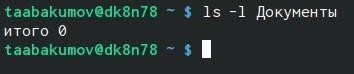 taabakumov@dk8n78 ~ $ ls -l Документы
итого 0
taabakumov@dk8n78 ~ $